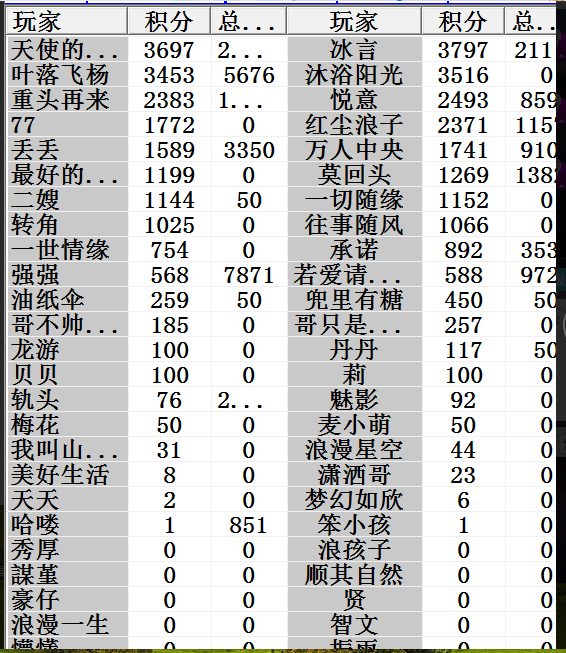 玩家 积分 总... 玩家 积分 总...
天使的... 3697 2... 冰言 3797 211
叶落飞杨 3453 5676 沐浴阳光 3516 0
重头再来 2383 1... 悦意 2493 859
77 1772 0 红尘浪子 2371 1157
丢丢 1589 3350 万人中央 1741 910
最好的... 1199 0 莫回头 1269 1382
二嫂 1144 50 一切随缘 1152 0
转角 1025 0 往事随风 1066 0
一世情缘 754 0 承诺 892 353
强强 568 7871 若爱请... 588 972
油纸伞 259 50 兜里有糖 450 50
哥不帅... 185 0 哥只是... 257 0
龙游 100 0 丹丹 117 50
贝贝 100 0 莉 100 0
轨头 76 2... 魅影 92 0
梅花 50 0 麦小萌 50 0
我叫山... 31 0 浪漫星空 44 0
美好生活 8 0 潇洒哥 23 0
天天 2 0 梦幻如欣 6 0
哈喽 1 851 笨小孩 1 0
秀厚 0 0 浪孩子 0 0
謀堇 0 0 顺其自然 0 0
豪仔 0 0 贤 0 0
浪漫一生 0 0 智文 0 0